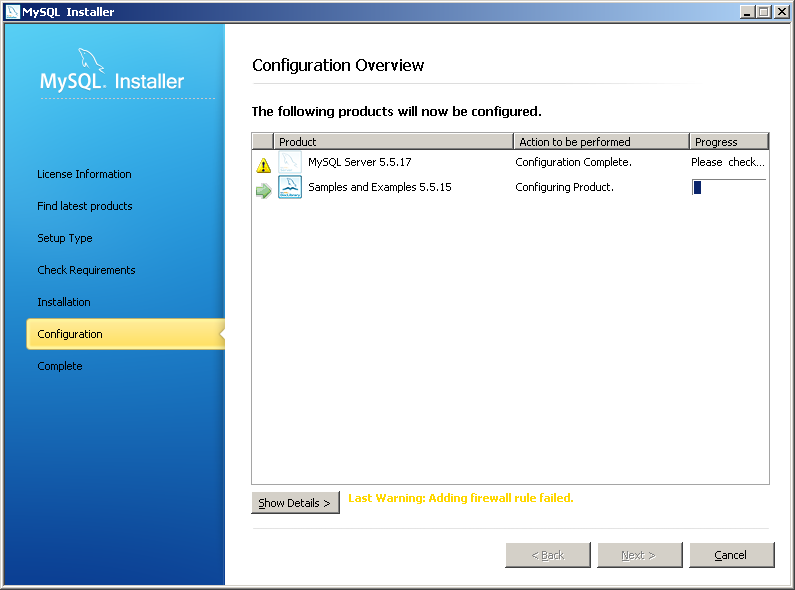 MySQL Installer
MySQL. Installer
License Information
Find latest products
Setup Type
Check Requirements
Installation
Configuration
Complete
Configuration Overview
The following products will now be configured.
Product Action to be performed Progress
MySQL Server 5.5.17 Configuration Complete. Please check...
Samples and Examples 5.5.15 Configuring Product.
Show Details > Last Warning: Adding firewall rule failed.
< Back Next > Cancel